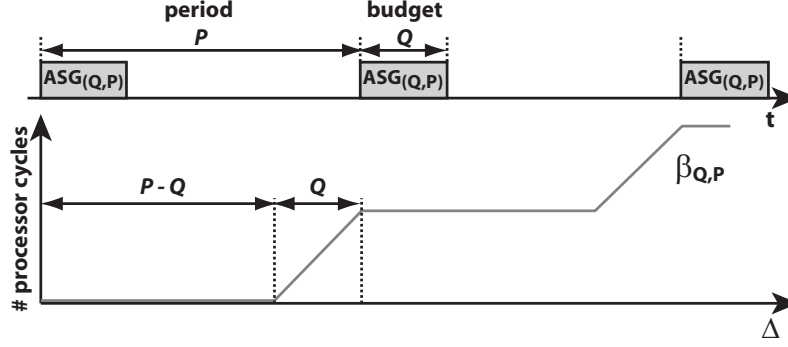 period budget
P Q
ASG(Q,P) ASG(Q,P) ASG(Q,P)
t
# processor cycles
P - Q Q
βQ,P
Δ